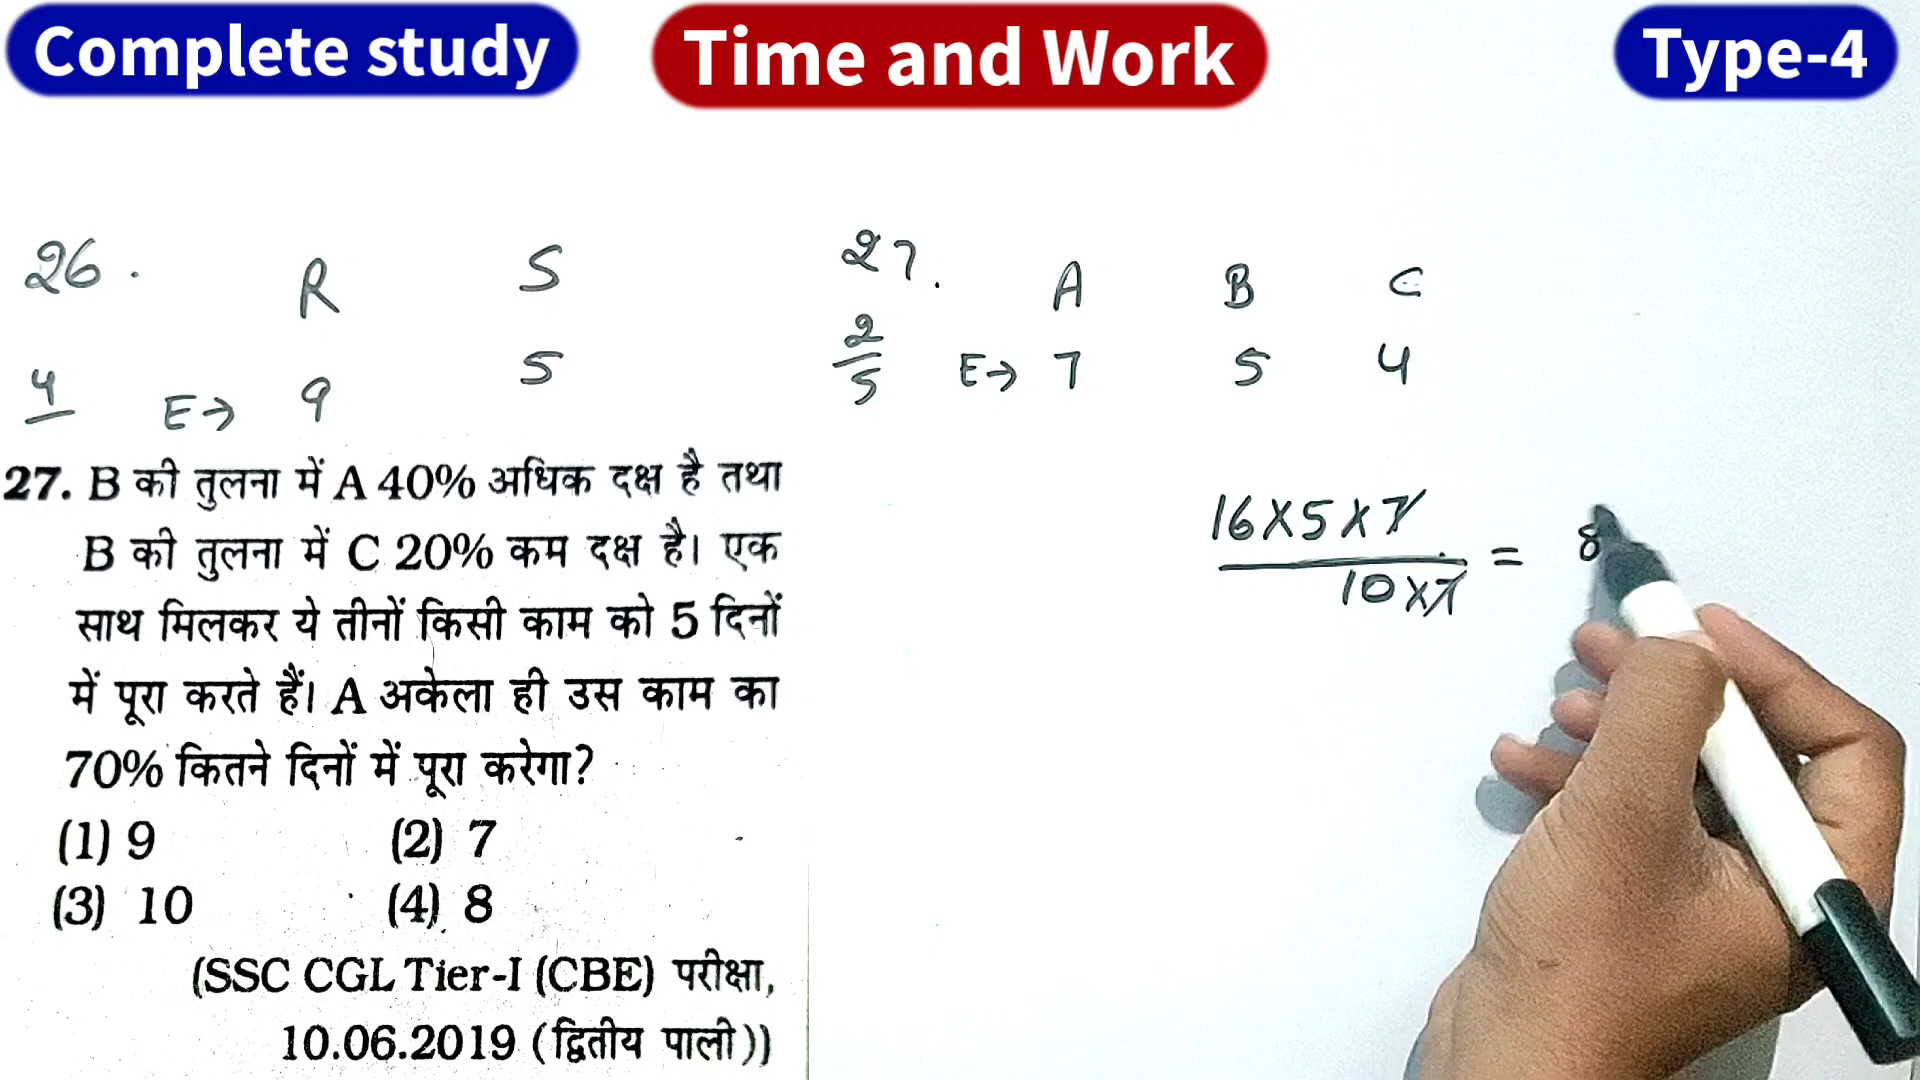 Complete study
Time and Work
Type-4
26.
R
S
4
E→ 9
5
27.
A
B
C
2
5
E→ 7
5
4
27. B की तुलना में A 40% अधिक दक्ष है तथा
B की तुलना में C 20% कम दक्ष है। एक
साथ मिलकर ये तीनों किसी काम को 5 दिनों
में पूरा करते हैं। A अकेला ही उस काम का
70% कितने दिनों में पूरा करेगा?
(1) 9 (2) 7
(3) 10 (4) 8
(SSC CGL Tier-I (CBE) परीक्षा,
10.06.2019 (द्वितीय पाली))
16×5×7
10×7
= 8